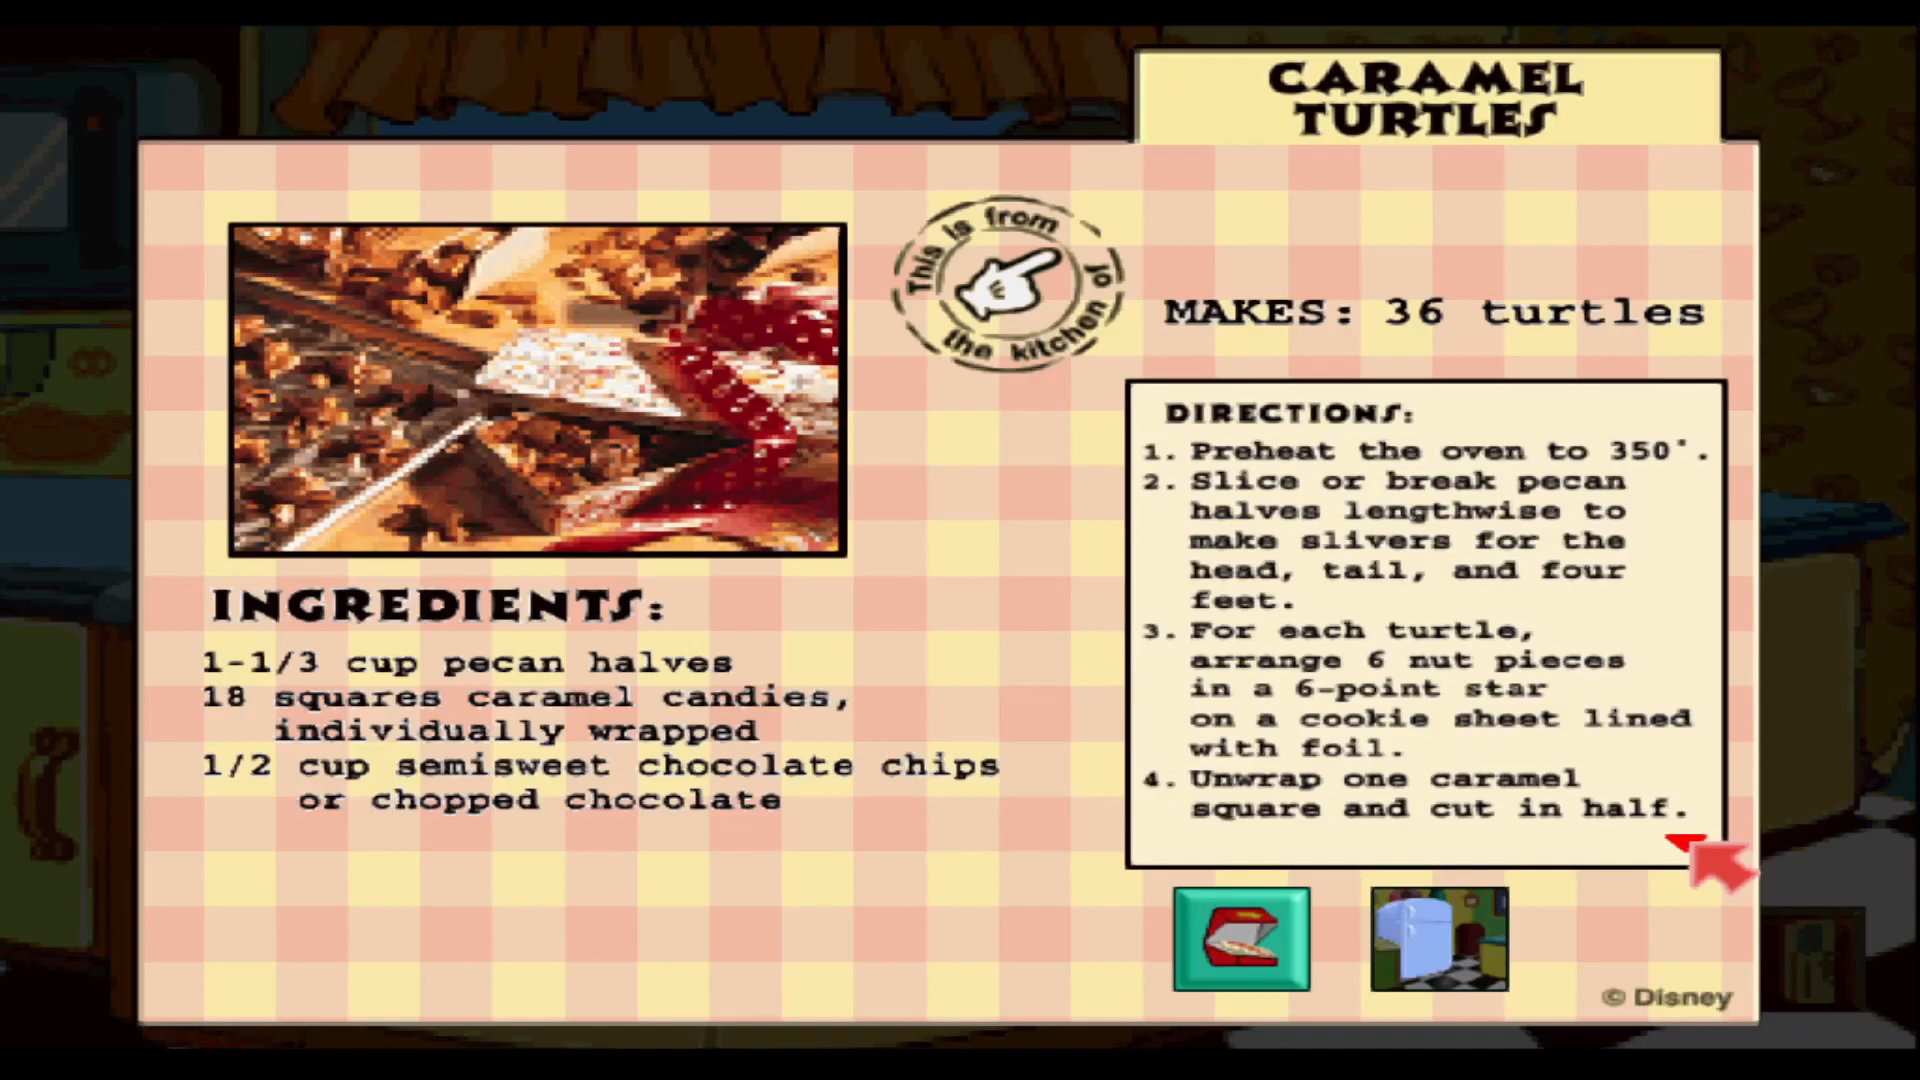 CARAMEL
TURTLES
This is from
the kitchen of
MAKES: 36 turtles
INGREDIENTS:
1-1/3 cup pecan halves
18 squares caramel candies,
individually wrapped
1/2 cup semisweet chocolate chips
or chopped chocolate
DIRECTIONS:
1. Preheat the oven to 350°.
2. Slice or break pecan
halves lengthwise to
make slivers for the
head, tail, and four
feet.
3. For each turtle,
arrange 6 nut pieces
in a 6-point star
on a cookie sheet lined
with foil.
4. Unwrap one caramel
square and cut in half.
© Disney